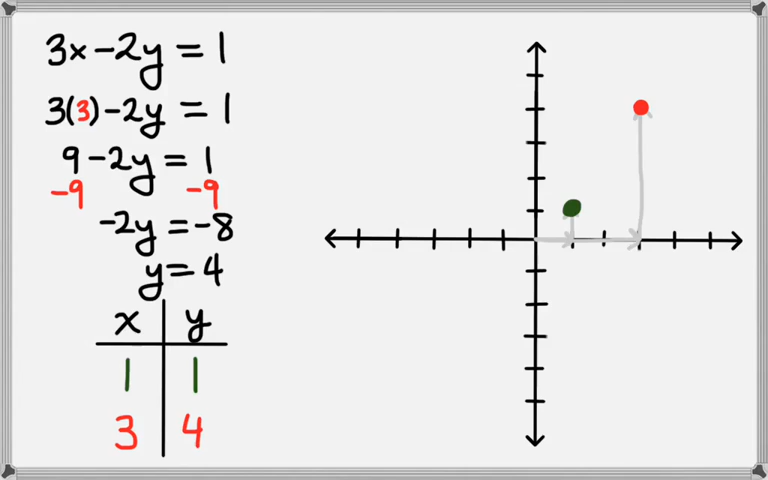 3x - 2y = 1
3(3) - 2y = 1
9 - 2y = 1
-9 -9
-2y = -8
y = 4
x y
1 1
3 4